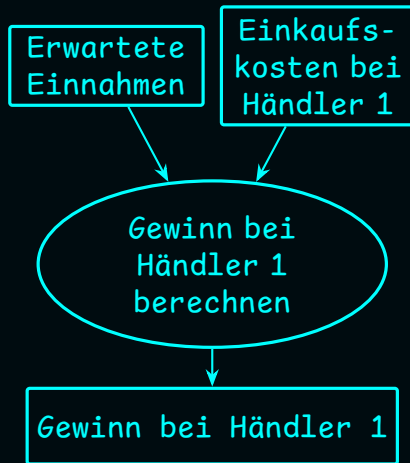 Erwartete
Einnahmen
Einkaufs-
kosten bei
Händler 1
Gewinn bei
Händler 1
berechnen
Gewinn bei Händler 1